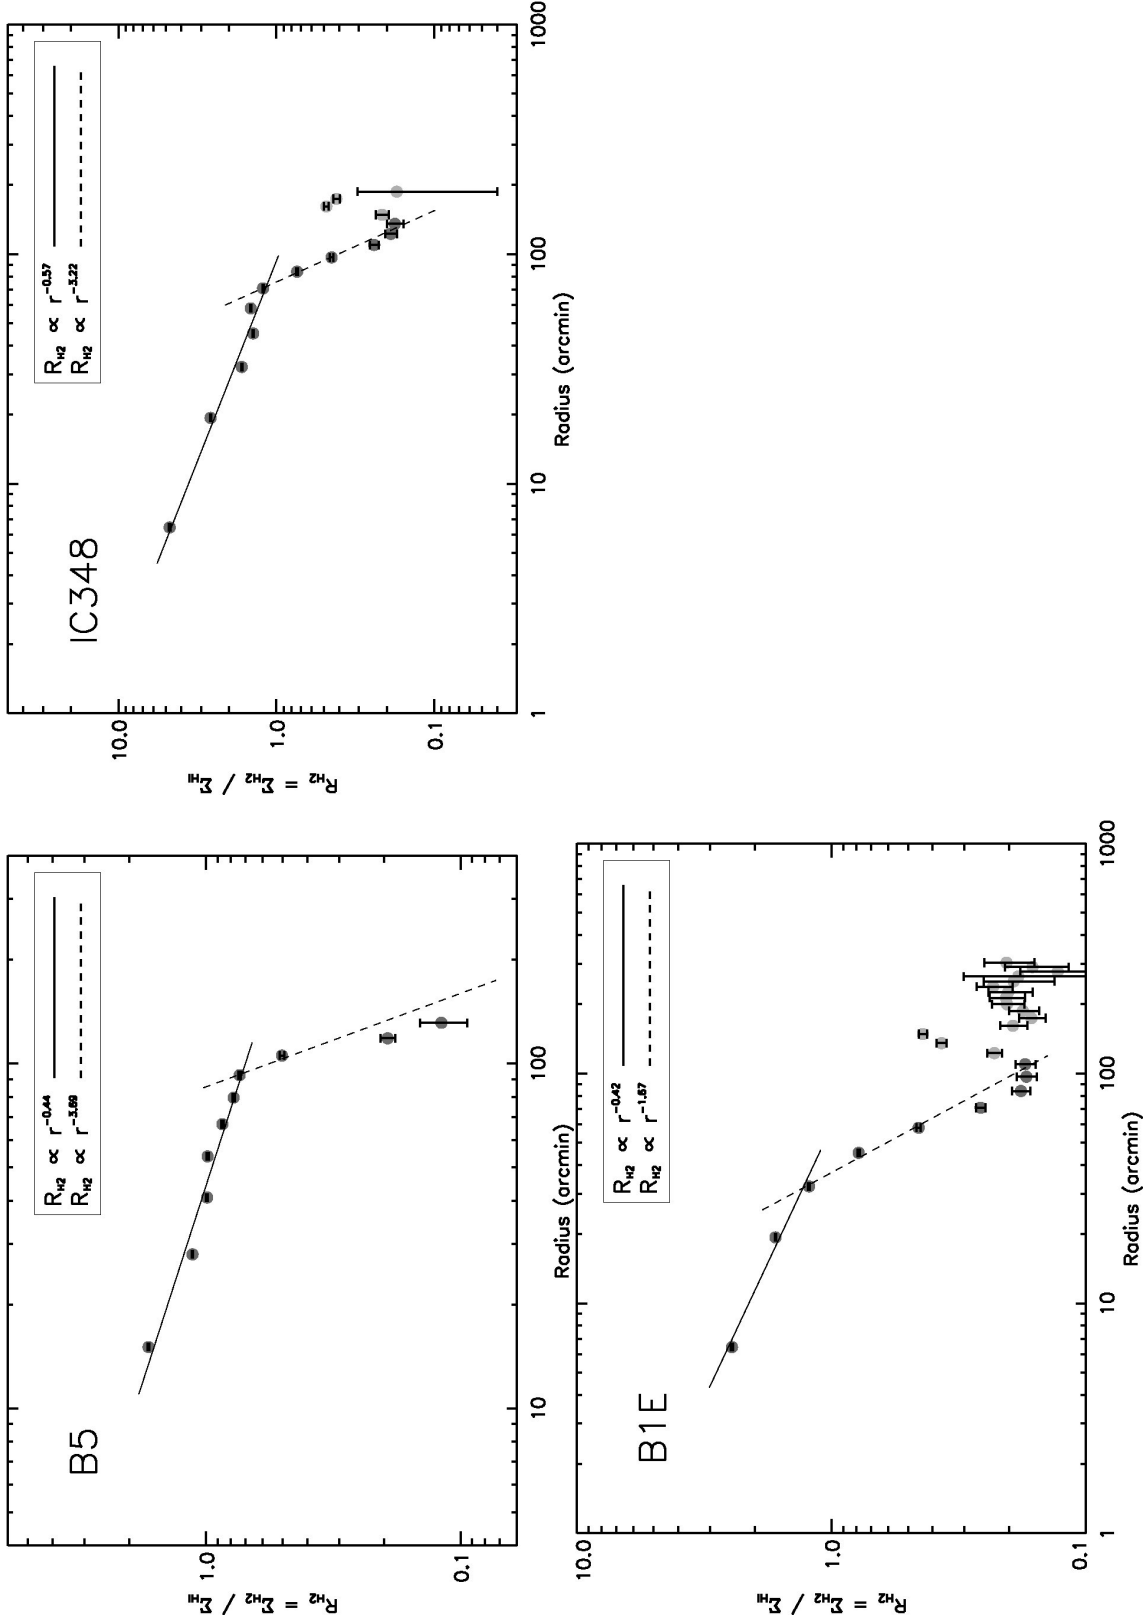 B5
R_H2 ∝ r^-0.44
R_H2 ∝ r^-3.69
1.0
0.1
R_H2 = Σ_H2 / Σ_HI
10
100
Radius (arcmin)
IC348
R_H2 ∝ r^-0.57
R_H2 ∝ r^-3.22
10.0
1.0
0.1
R_H2 = Σ_H2 / Σ_HI
1
10
100
1000
Radius (arcmin)
B1E
R_H2 ∝ r^-0.42
R_H2 ∝ r^-1.67
10.0
1.0
0.1
R_H2 = Σ_H2 / Σ_HI
1
10
100
1000
Radius (arcmin)